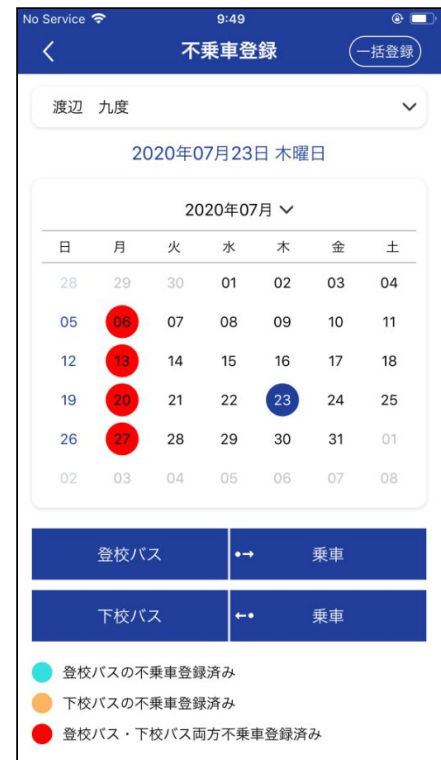 No Service 9:49
不乗車登録 一括登録
渡辺 九度
2020年07月23日 木曜日
2020年07月
日 月 火 水 木 金 土
28 29 30 01 02 03 04
05 06 07 08 09 10 11
12 13 14 15 16 17 18
19 20 21 22 23 24 25
26 27 28 29 30 31 01
02 03 04 05 06 07 08
登校バス 乗車
下校バス 乗車
登校バスの不乗車登録済み
下校バスの不乗車登録済み
登校バス・下校バス両方不乗車登録済み